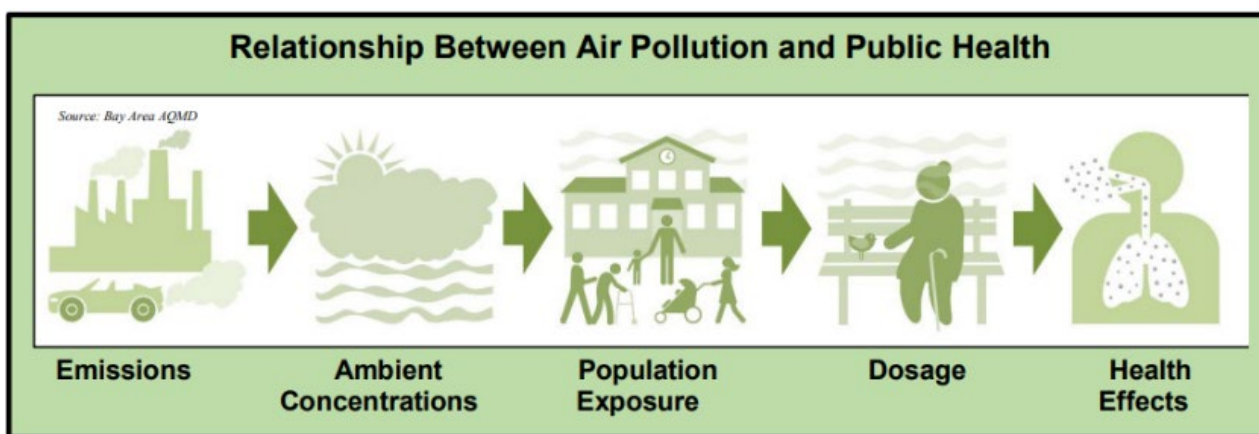 Relationship Between Air Pollution and Public Health
Source: Bay Area AQMD
Emissions
Ambient
Concentrations
Population
Exposure
Dosage
Health
Effects